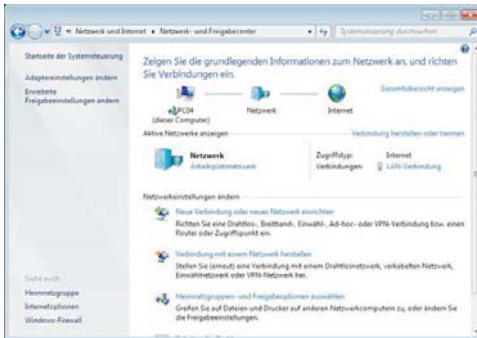 Netzwerk und Internet ▸ Netzwerk- und Freigabecenter
Systemsteuerung durchsuchen
Startseite der Systemsteuerung
Adaptereinstellungen ändern
Erweiterte
Freigabeeinstellungen ändern
Siehe auch
Heimnetzgruppe
Internetoptionen
Windows-Firewall
Zeigen Sie die grundlegenden Informationen zum Netzwerk an, und richten
Sie Verbindungen ein.
Gesamtübersicht anzeigen
PC04
(dieser Computer)
Netzwerk
Internet
Aktive Netzwerke anzeigen
Verbindung herstellen oder trennen
Netzwerk
Arbeitsplatznetzwerk
Zugriffstyp: Internet
Verbindungen: LAN-Verbindung
Netzwerkeinstellungen ändern
Neue Verbindung oder neues Netzwerk einrichten
Richten Sie eine Drahtlos-, Breitband-, Einwähl-, Ad-hoc- oder VPN-Verbindung bzw. einen
Router oder Zugriffspunkt ein.
Verbindung mit einem Netzwerk herstellen
Stellen Sie (erneut) eine Verbindung mit einem Drahtlosnetzwerk, verkabelten Netzwerk,
Einwählnetzwerk oder VPN-Netzwerk her.
Heimnetzgruppen- und Freigabeoptionen auswählen
Greifen Sie auf Dateien und Drucker auf anderen Netzwerkcomputern zu, oder ändern Sie
die Freigabeeinstellungen.